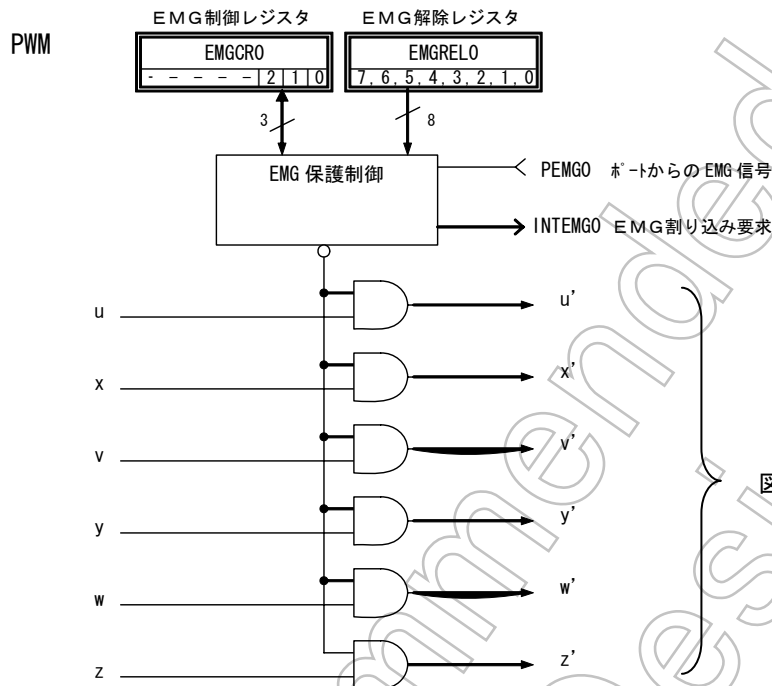 EMG制御レジスタ EMG解除レジスタ
PWM
EMGCR0 EMGREL0
- - - - - 2 1 0 7, 6, 5, 4, 3, 2, 1, 0
3 8
EMG 保護制御
PEMG0 ポートからの EMG 信号
INTEMG0 EMG割り込み要求
u u’
x x’
v v’
図
y y’
w w’
z z’